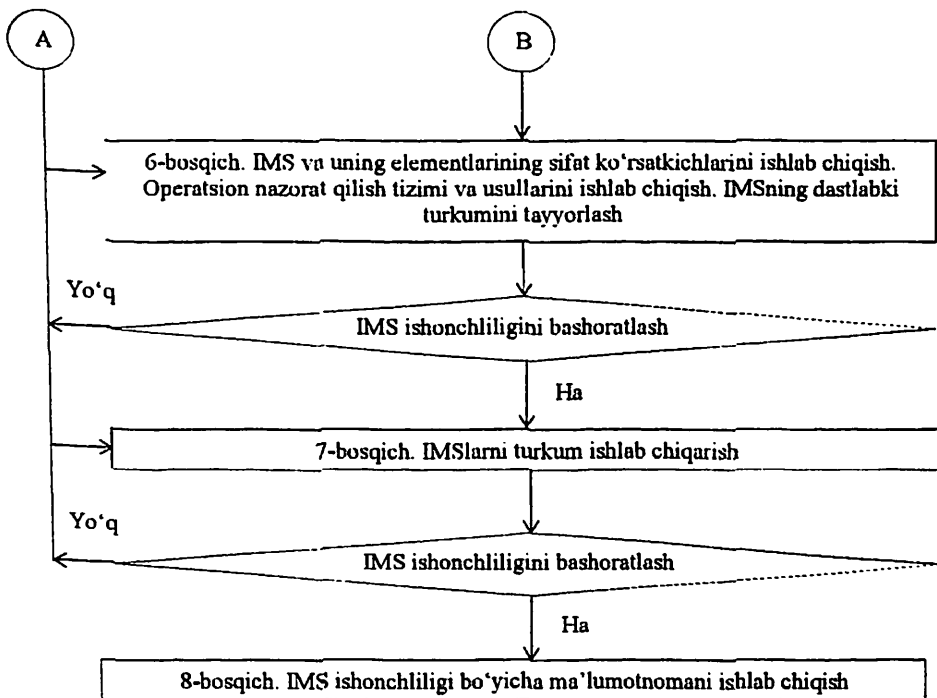 A
B
6-bosqich. IMS va uning elementlarining sifat ko‘rsatkichlarini ishlab chiqish.
Operatsion nazorat qilish tizimi va usullarini ishlab chiqish. IMSning dastlabki
turkumini tayyorlash
Yo‘q
IMS ishonchliligini bashoratlash
Ha
7-bosqich. IMSlarni turkum ishlab chiqarish
Yo‘q
IMS ishonchliligini bashoratlash
Ha
8-bosqich. IMS ishonchliligi bo‘yicha ma’lumotnomani ishlab chiqish